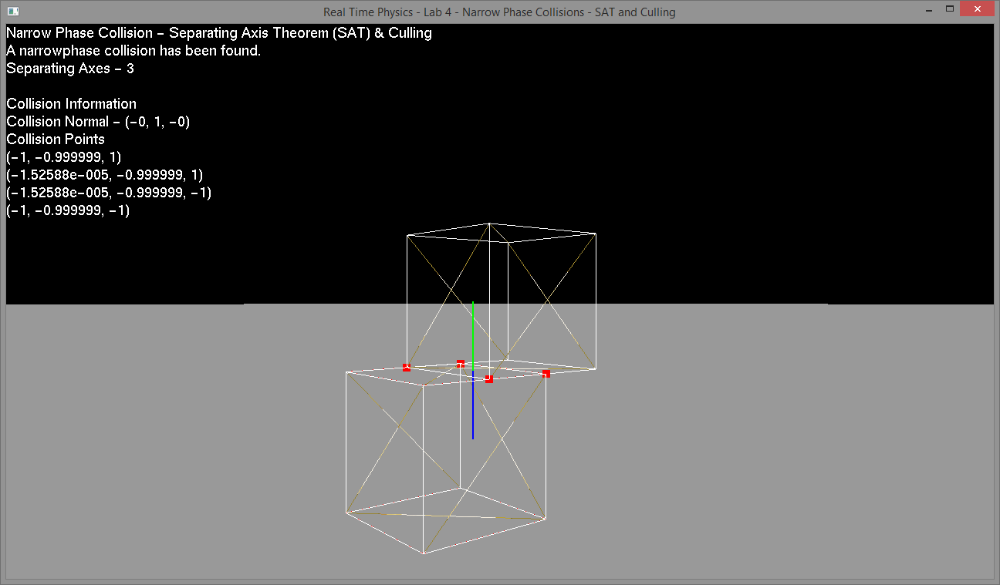 Real Time Physics - Lab 4 - Narrow Phase Collisions - SAT and Culling
Narrow Phase Collision - Separating Axis Theorem (SAT) & Culling
A narrowphase collision has been found.
Separating Axes - 3
Collision Information
Collision Normal - (-0, 1, -0)
Collision Points
(-1, -0.999999, 1)
(-1.52588e-005, -0.999999, 1)
(-1.52588e-005, -0.999999, -1)
(-1, -0.999999, -1)